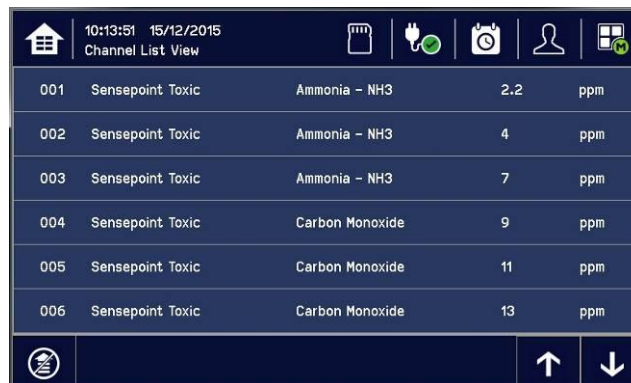 10:13:51 15/12/2015
Channel List View
M
001 Sensepoint Toxic Ammonia - NH3 2.2 ppm
002 Sensepoint Toxic Ammonia - NH3 4 ppm
003 Sensepoint Toxic Ammonia - NH3 7 ppm
004 Sensepoint Toxic Carbon Monoxide 9 ppm
005 Sensepoint Toxic Carbon Monoxide 11 ppm
006 Sensepoint Toxic Carbon Monoxide 13 ppm